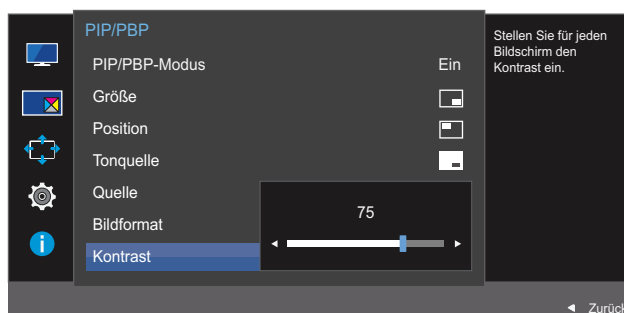 PIP/PBP
PIP/PBP-Modus Ein
Größe
Position
Tonquelle
Quelle
Bildformat
Kontrast
75
Stellen Sie für jeden
Bildschirm den
Kontrast ein.
Zurück